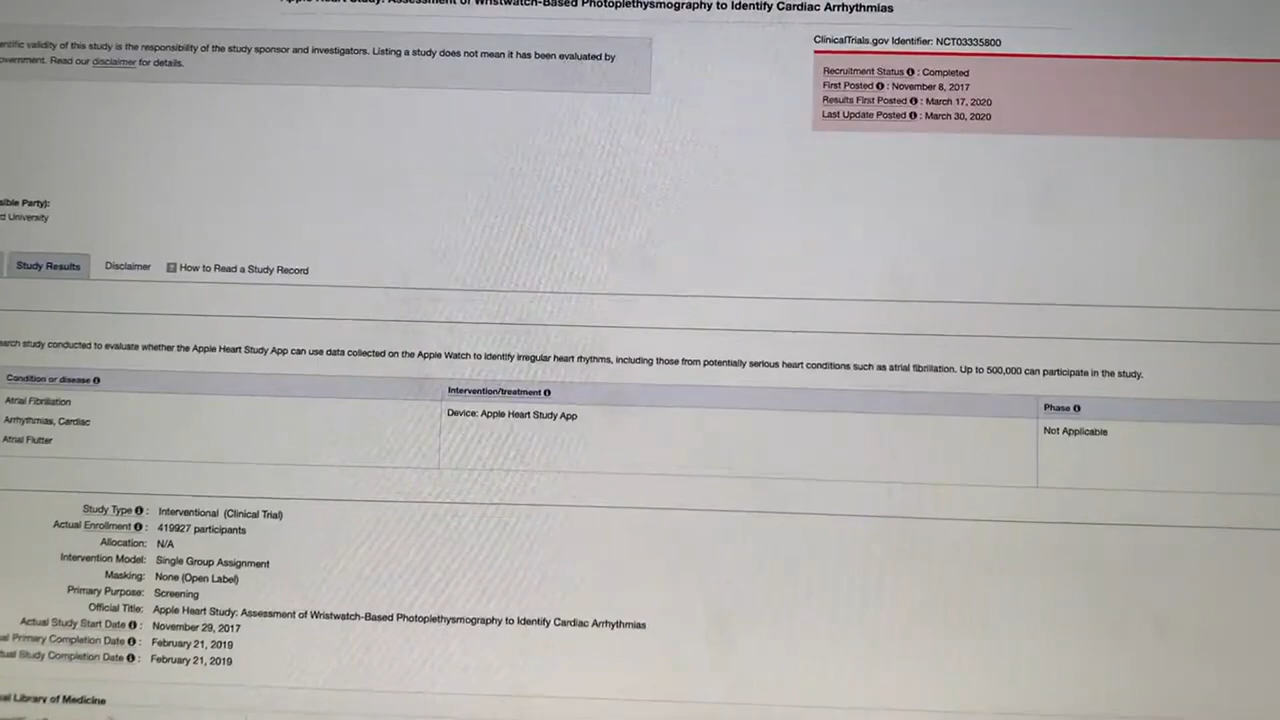 Apple Heart Study: Assessment of Wristwatch-Based Photoplethysmography to Identify Cardiac Arrhythmias
validity of this study is the responsibility of the study sponsor and investigators. Listing a study does not mean it has been evaluated by
Read our disclaimer for details.
ClinicalTrials.gov Identifier: NCT03335800
Recruitment Status : Completed
First Posted : November 8, 2017
Results First Posted : March 17, 2020
Last Update Posted : March 30, 2020
Party):
University
Study Results
Disclaimer
How to Read a Study Record
study conducted to evaluate whether the Apple Heart Study App can use data collected on the Apple Watch to identify irregular heart rhythms, including those from potentially serious heart conditions such as atrial fibrillation. Up to 500,000 can participate in the study.
Condition or disease
Intervention/treatment
Phase
Atrial Fibrillation
Arrhythmias, Cardiac
Atrial Flutter
Device: Apple Heart Study App
Not Applicable
Study Type : Interventional (Clinical Trial)
Actual Enrollment : 419927 participants
Allocation: N/A
Intervention Model: Single Group Assignment
Masking: None (Open Label)
Primary Purpose: Screening
Official Title: Apple Heart Study: Assessment of Wristwatch-Based Photoplethysmography to Identify Cardiac Arrhythmias
Actual Study Start Date : November 29, 2017
Primary Completion Date : February 21, 2019
Study Completion Date : February 21, 2019
Library of Medicine